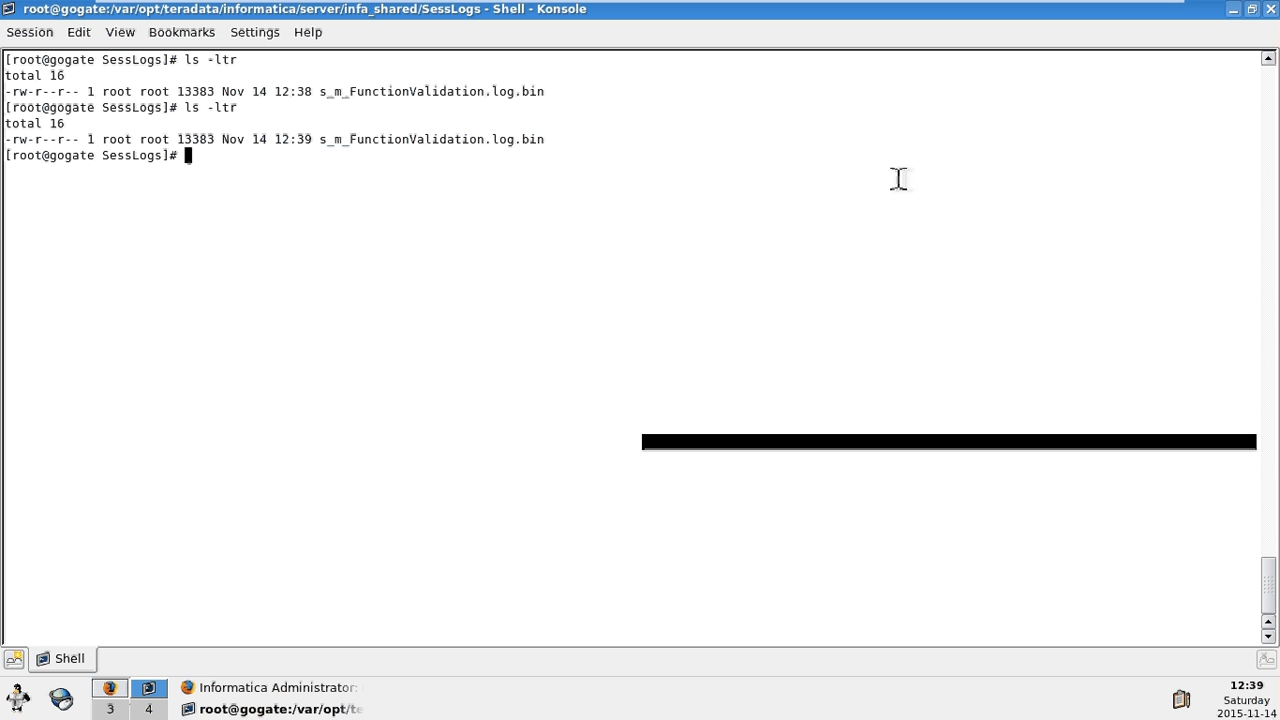 root@gogate:/var/opt/teradata/informatica/server/infa_shared/SessLogs - Shell - Konsole
Session Edit View Bookmarks Settings Help
[root@gogate SessLogs]# ls -ltr
total 16
-rw-r--r-- 1 root root 13383 Nov 14 12:38 s_m_FunctionValidation.log.bin
[root@gogate SessLogs]# ls -ltr
total 16
-rw-r--r-- 1 root root 13383 Nov 14 12:39 s_m_FunctionValidation.log.bin
[root@gogate SessLogs]#
Shell
1 Informatica Administrator:
3 4 root@gogate:/var/opt/te
12:39
Saturday
2015-11-14